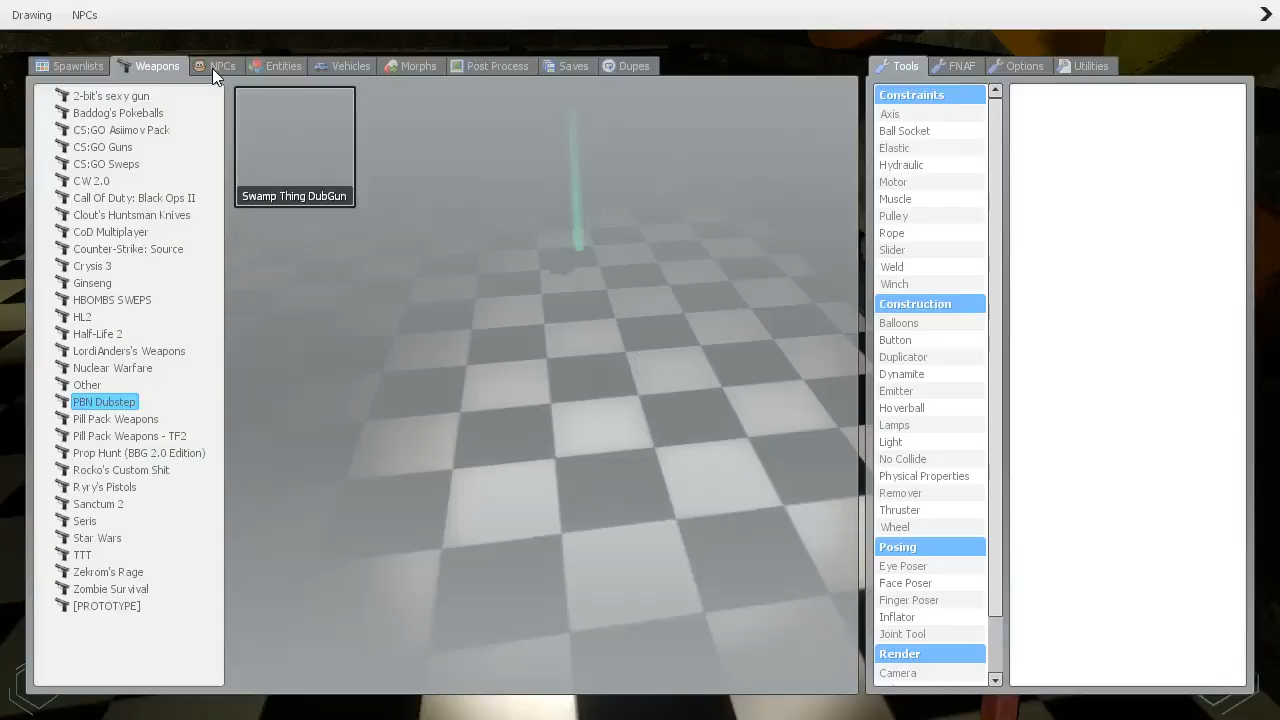 Drawing NPCs
Spawnlists Weapons NPCs Entities Vehicles Morphs Post Process Saves Dupes
Tools FNAF Options Utilities
2-bit's sexy gun
Baddog's Pokeballs
CS:GO Asiimov Pack
CS:GO Guns
CS:GO Sweps
CW 2.0
Call Of Duty: Black Ops II
Clout's Huntsman Knives
CoD Multiplayer
Counter-Strike: Source
Crysis 3
Ginseng
HBOMBS SWEPS
HL2
Half-Life 2
LordiAnders's Weapons
Nuclear Warfare
Other
PBN Dubstep
Pill Pack Weapons
Pill Pack Weapons - TF2
Prop Hunt (BBG 2.0 Edition)
Rocko's Custom Shit
Ryry's Pistols
Sanctum 2
Seris
Star Wars
TTT
Zekrom's Rage
Zombie Survival
[PROTOTYPE]
Swamp Thing DubGun
Constraints
Axis
Ball Socket
Elastic
Hydraulic
Motor
Muscle
Pulley
Rope
Slider
Weld
Winch
Construction
Balloons
Button
Duplicator
Dynamite
Emitter
Hoverball
Lamps
Light
No Collide
Physical Properties
Remover
Thruster
Wheel
Posing
Eye Poser
Face Poser
Finger Poser
Inflator
Joint Tool
Render
Camera